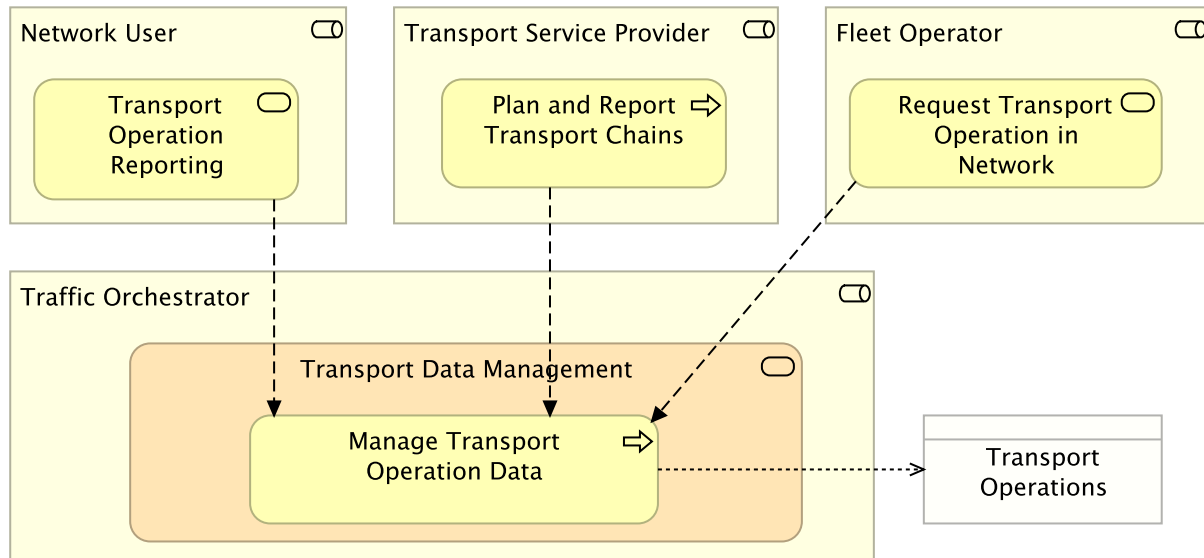 Network User
Transport
Operation
Reporting
Transport Service Provider
Plan and Report
Transport Chains
Fleet Operator
Request Transport
Operation in
Network
Traffic Orchestrator
Transport Data Management
Manage Transport
Operation Data
Transport
Operations